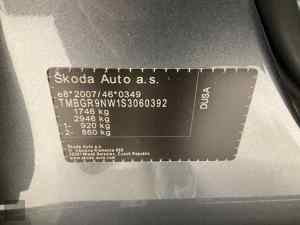 Škoda Auto a.s.
e8*2007/46*0349
TMBGR9NW1S3060392
1746 kg
2946 kg
1- 920 kg
2- 860 kg
DUSA
Škoda Auto a.s.
Czech Republic